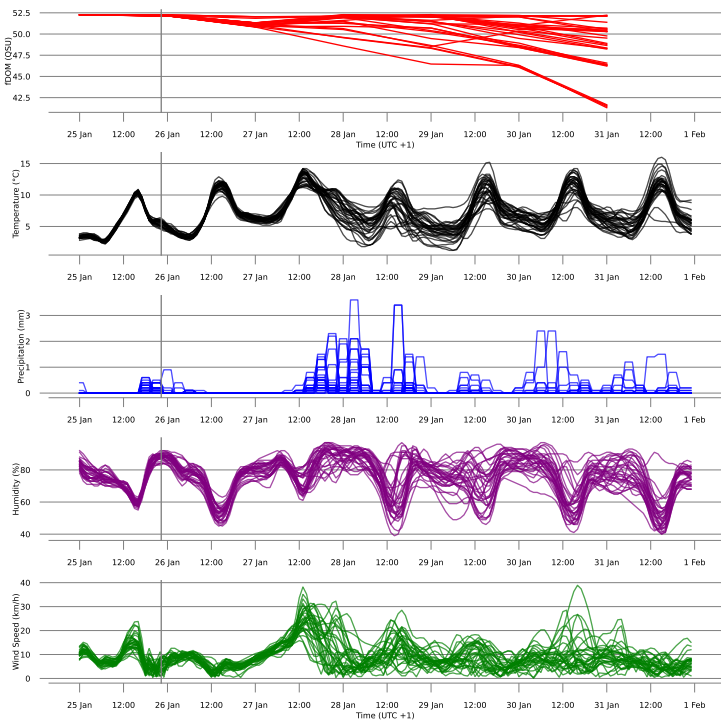 52.5
50.0
47.5
45.0
42.5
fDOM (QSU)
25 Jan 12:00 26 Jan 12:00 27 Jan 12:00 28 Jan 12:00 29 Jan 12:00 30 Jan 12:00 31 Jan 12:00 1 Feb
Time (UTC +1)
15
10
5
Temperature (°C)
25 Jan 12:00 26 Jan 12:00 27 Jan 12:00 28 Jan 12:00 29 Jan 12:00 30 Jan 12:00 31 Jan 12:00 1 Feb
3
2
1
0
Precipitation (mm)
25 Jan 12:00 26 Jan 12:00 27 Jan 12:00 28 Jan 12:00 29 Jan 12:00 30 Jan 12:00 31 Jan 12:00 1 Feb
80
60
40
Humidity (%)
25 Jan 12:00 26 Jan 12:00 27 Jan 12:00 28 Jan 12:00 29 Jan 12:00 30 Jan 12:00 31 Jan 12:00 1 Feb
40
30
20
10
0
Wind Speed (km/h)
25 Jan 12:00 26 Jan 12:00 27 Jan 12:00 28 Jan 12:00 29 Jan 12:00 30 Jan 12:00 31 Jan 12:00 1 Feb
Time (UTC +1)